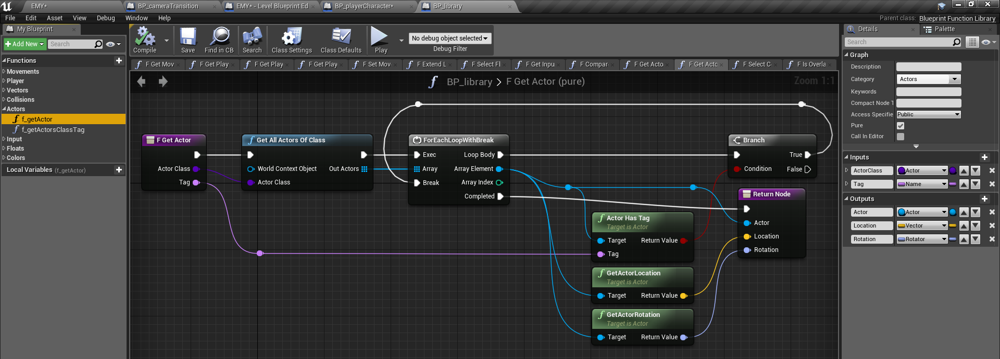 EMY*
BP_cameraTransition
EMY* - Level Blueprint Ed
BP_playerCharacter*
BP_library
File Edit Asset View Debug Window Help
Parent class: Blueprint Function Library
My Blueprint
Add New
Search
Compile
Save
Find in CB
Search
Class Settings
Class Defaults
Play
No debug object selected
Debug Filter
Details
Palette
Search
Functions
Movements
Player
Vectors
Collisions
Actors
f_getActor
f_getActorsClassTag
Input
Floats
Colors
Local Variables (f_getActor)
F Get Mov
F Get Play
F Get Play
F Get Play
F Set Mov
F Extend L
F Select Fl
F Get Inpu
F Compar
F Get Acto
F Get Acto
F Select C
F Is Overla
BP_library > F Get Actor (pure)
Zoom 1:1
F Get Actor
Actor Class
Tag
Get All Actors Of Class
World Context Object
Out Actors
Actor Class
ForEachLoopWithBreak
Exec
Loop Body
Array
Array Element
Break
Array Index
Completed
Branch
True
Condition
False
Return Node
Actor
Location
Rotation
Actor Has Tag
Target is Actor
Target
Return Value
Tag
GetActorLocation
Target is Actor
Target
Return Value
GetActorRotation
Target is Actor
Target
Return Value
Graph
Description
Category
Actors
Keywords
Compact Node T
Access Specifie
Public
Pure
Call In Editor
Inputs
ActorClass
Actor
Tag
Name
Outputs
Actor
Actor
Location
Vector
Rotation
Rotator